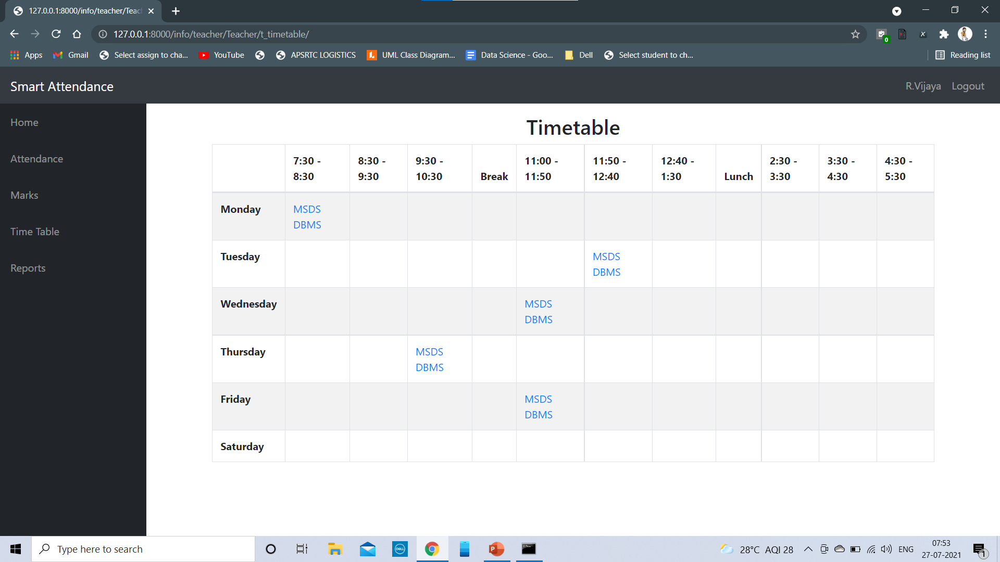 127.0.0.1:8000/info/teacher/Teac
127.0.0.1:8000/info/teacher/Teacher/t_timetable/
0
Apps Gmail Select assign to cha... YouTube APSRTC LOGISTICS UML Class Diagram... Data Science - Goo... Dell Select student to ch... Reading list
Smart Attendance R.Vijaya Logout
Home
Attendance
Marks
Time Table
Reports
Timetable
7:30 - 8:30 8:30 - 9:30 9:30 - 10:30 Break 11:00 - 11:50 11:50 - 12:40 12:40 - 1:30 Lunch 2:30 - 3:30 3:30 - 4:30 4:30 - 5:30
Monday MSDS
DBMS
Tuesday MSDS
DBMS
Wednesday MSDS
DBMS
Thursday MSDS
DBMS
Friday MSDS
DBMS
Saturday
Type here to search DELL P 28°C AQI 28 ENG 07:53
27-07-2021 1